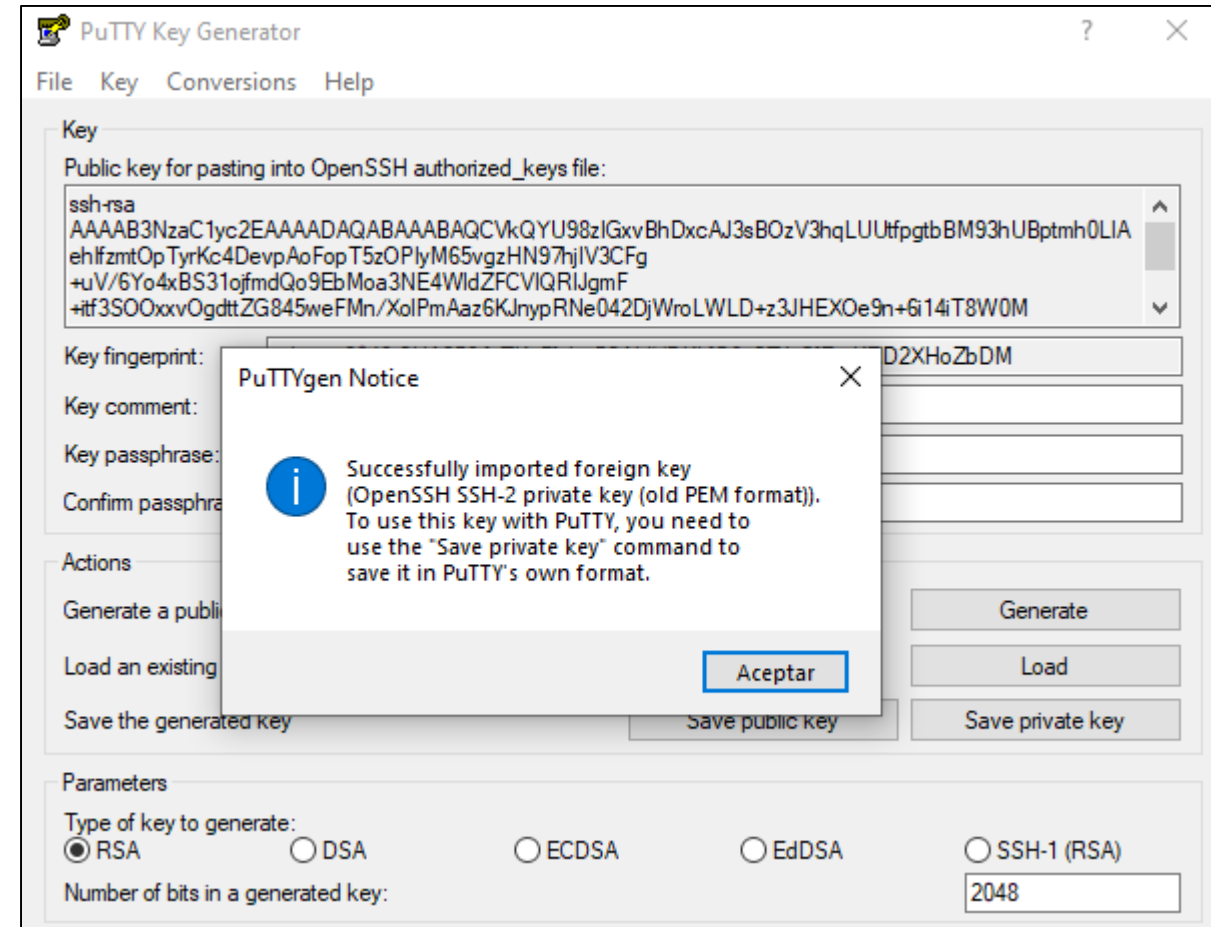 PuTTY Key Generator
?
File Key Conversions Help
Key
Public key for pasting into OpenSSH authorized_keys file:
ssh-rsa
AAAAB3NzaC1yc2EAAAADAQABAAABAQCVkQYU98zIGxvBhDxcAJ3sBOzV3hqLUUtfpgtbBM93hUBptmh0LIA
ehIfzmtOpTyrKc4DevpAoFopT5zOPlyM65vgzHN97hjIV3CFg
+uV/6Yo4xBS31ojfmdQo9EbMoa3NE4WldZFCVIQRIJgmF
+itf3SOOxxvOgdttZG845weFMn/XolPmAaz6KJnypRNe042DjWroLWLD+z3JHEXOe9n+6i14iT8W0M
Key fingerprint: D2XHoZbDM
PuTTYgen Notice
Key comment:
Key passphrase:
Confirm passphra
Successfully imported foreign key
(OpenSSH SSH-2 private key (old PEM format)).
To use this key with PuTTY, you need to
use the "Save private key" command to
save it in PuTTY's own format.
Aceptar
Actions
Generate a publi Generate
Load an existing Load
Save the generated key Save public key Save private key
Parameters
Type of key to generate:
RSA DSA ECDSA EdDSA SSH-1 (RSA)
Number of bits in a generated key: 2048